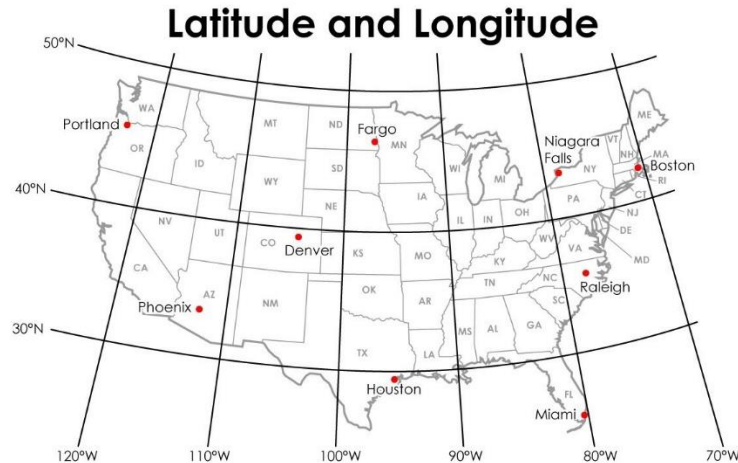 Latitude and Longitude
50°N
40°N
30°N
120°W
110°W
100°W
90°W
80°W
70°W
Portland
Fargo
Niagara
Falls
Boston
Denver
Phoenix
Raleigh
Houston
Miami
WA
OR
CA
NV
ID
MT
WY
UT
CO
AZ
NM
ND
SD
NE
KS
OK
TX
MN
IA
MO
AR
LA
WI
IL
IN
MI
OH
KY
TN
MS
AL
GA
FL
SC
NC
VA
WV
PA
NY
VT
NH
ME
MA
RI
CT
NJ
DE
MD